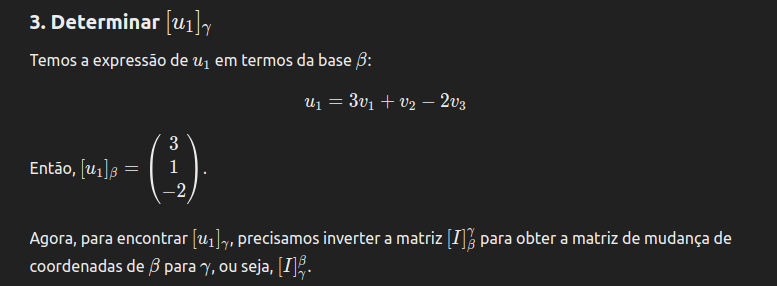 3. Determinar $[u_1]_\gamma$
Temos a expressão de $u_1$ em termos da base $\beta$:
$u_1 = 3v_1 + v_2 - 2v_3$
Então, $[u_1]_\beta = \begin{pmatrix} 3 \\ 1 \\ -2 \end{pmatrix}$.
Agora, para encontrar $[u_1]_\gamma$, precisamos inverter a matriz $[I]_\beta^\gamma$ para obter a matriz de mudança de
coordenadas de $\beta$ para $\gamma$, ou seja, $[I]_\gamma^\beta$.